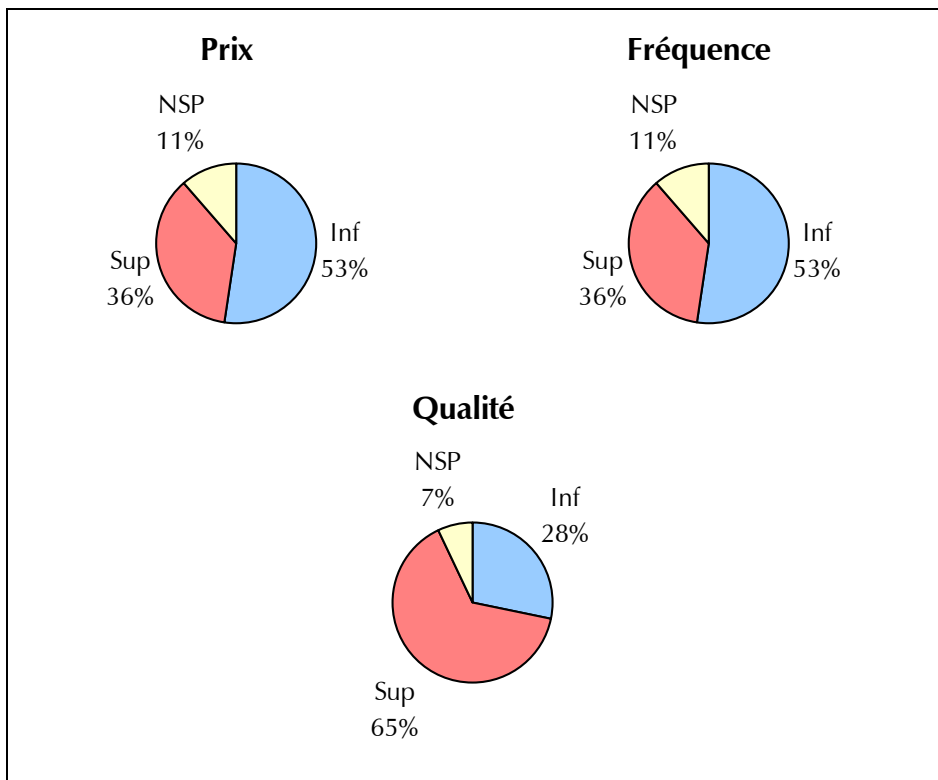 Prix
NSP
11%
Inf
53%
Sup
36%
Fréquence
NSP
11%
Inf
53%
Sup
36%
Qualité
NSP
7%
Inf
28%
Sup
65%